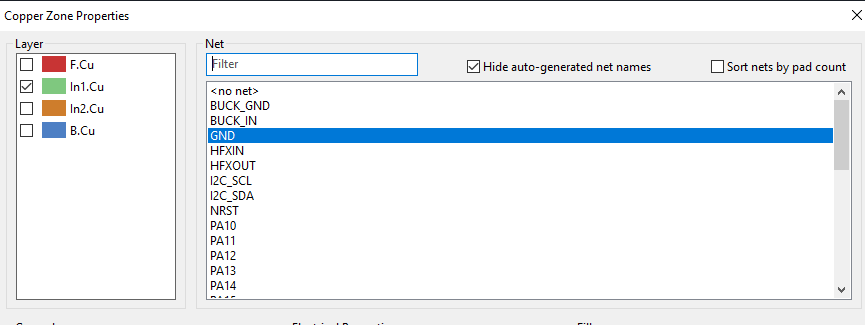 Copper Zone Properties
Layer
F.Cu
In1.Cu
In2.Cu
B.Cu
Net
Filter
Hide auto-generated net names
Sort nets by pad count
<no net>
BUCK_GND
BUCK_IN
GND
HFXIN
HFXOUT
I2C_SCL
I2C_SDA
NRST
PA10
PA11
PA12
PA13
PA14